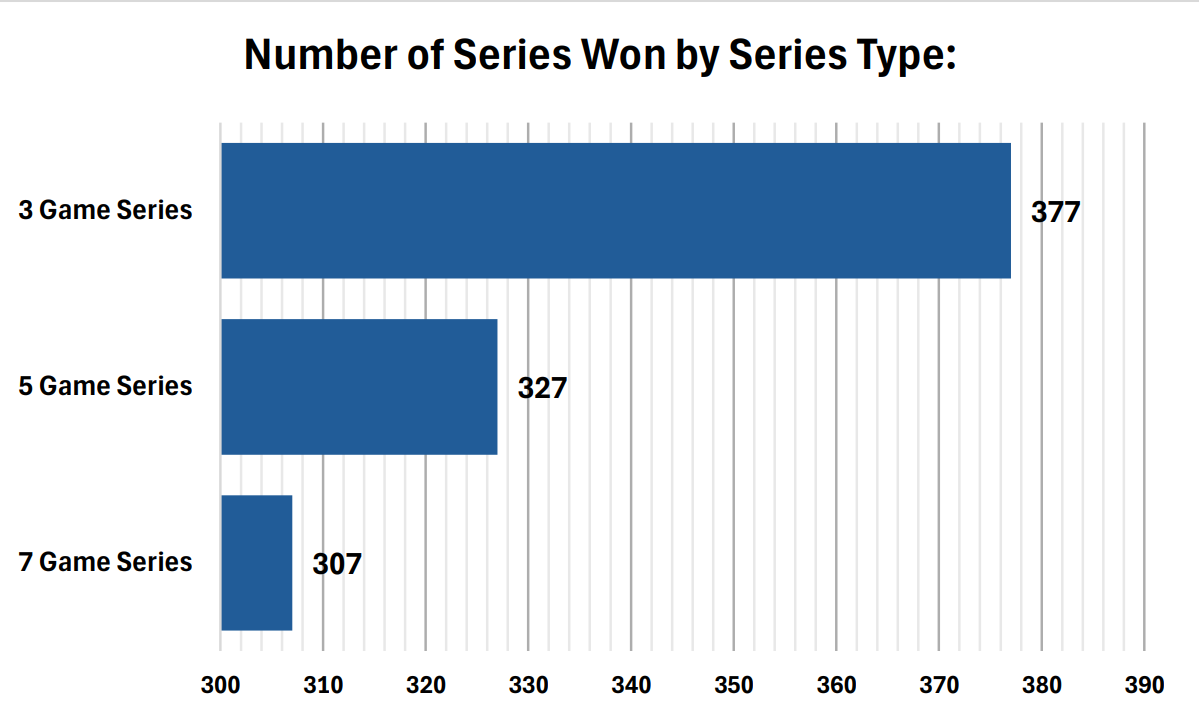 Number of Series Won by Series Type:
3 Game Series
377
5 Game Series
327
7 Game Series
307
300 310 320 330 340 350 360 370 380 390